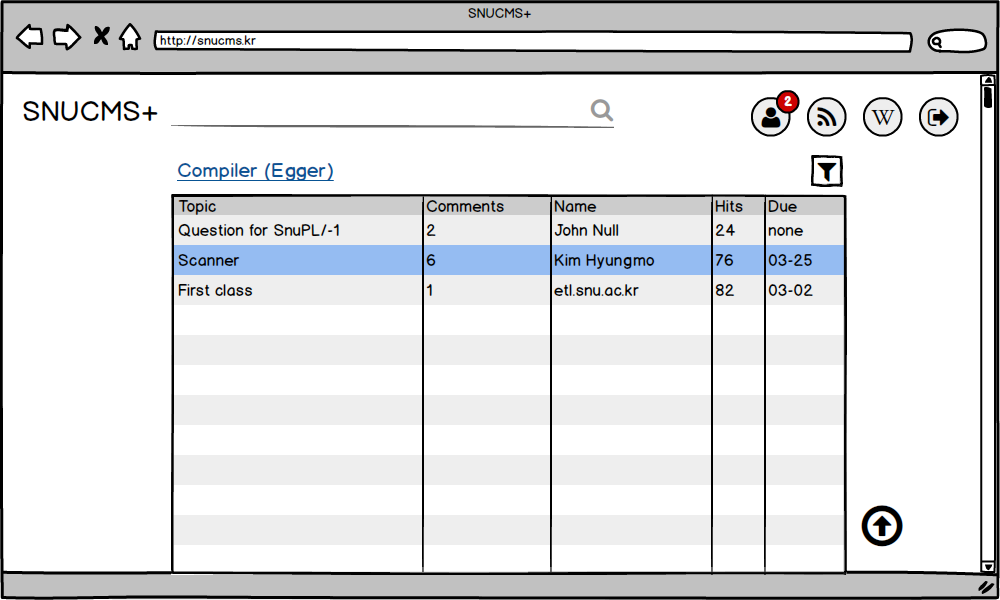 SNUCMS+
http://snucms.kr
SNUCMS+
2
W
Compiler (Egger)
Topic Comments Name Hits Due
Question for SnuPL/-1 2 John Null 24 none
Scanner 6 Kim Hyungmo 76 03-25
First class 1 etl.snu.ac.kr 82 03-02